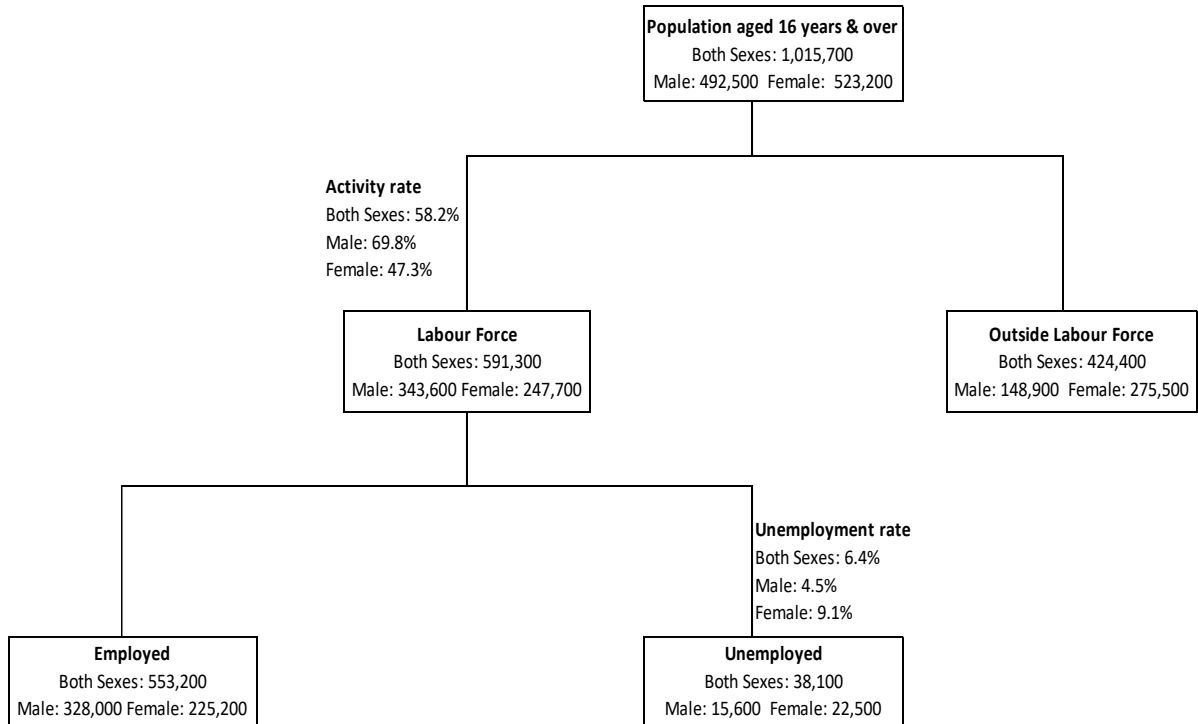 Population aged 16 years & over
Both Sexes: 1,015,700
Male: 492,500 Female: 523,200
Activity rate
Both Sexes: 58.2%
Male: 69.8%
Female: 47.3%
Labour Force
Both Sexes: 591,300
Male: 343,600 Female: 247,700
Outside Labour Force
Both Sexes: 424,400
Male: 148,900 Female: 275,500
Unemployment rate
Both Sexes: 6.4%
Male: 4.5%
Female: 9.1%
Employed
Both Sexes: 553,200
Male: 328,000 Female: 225,200
Unemployed
Both Sexes: 38,100
Male: 15,600 Female: 22,500